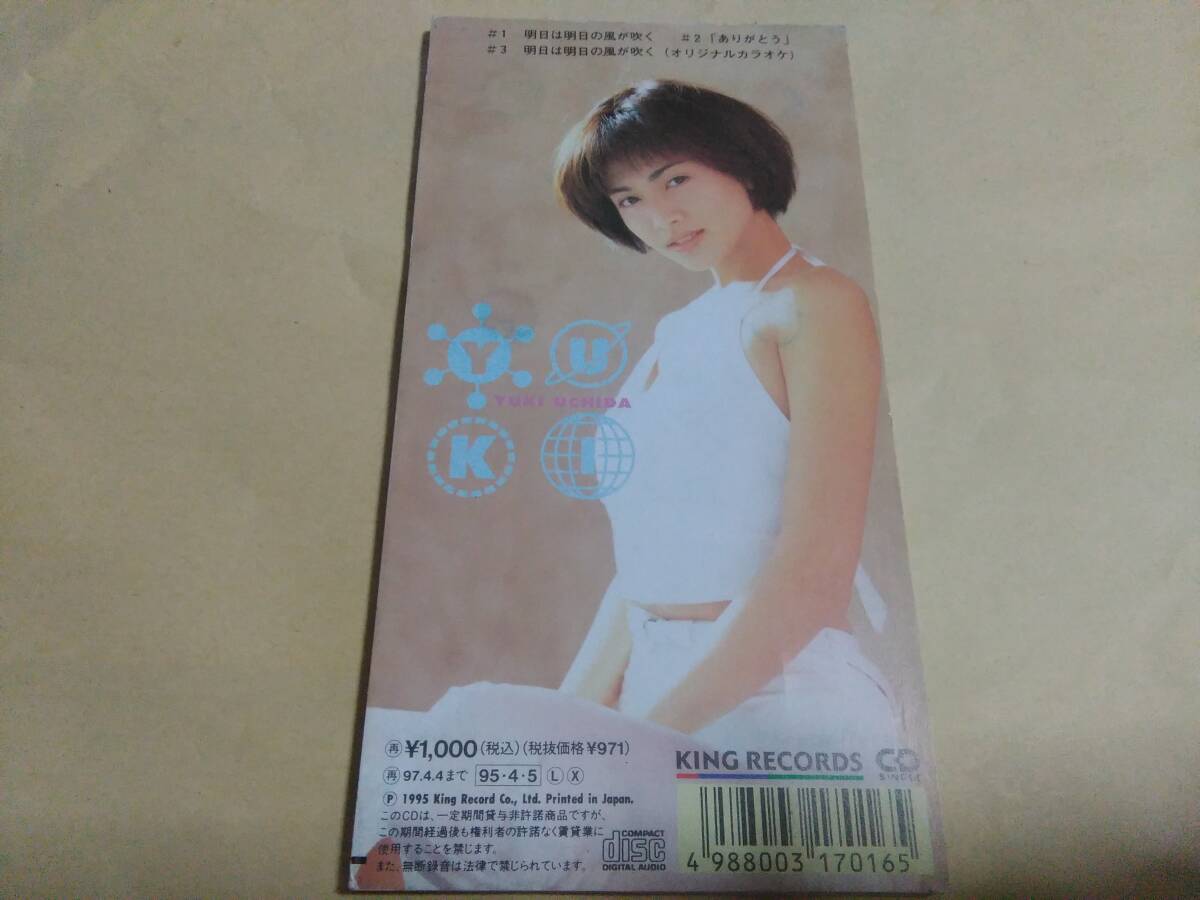 #1 明日は明日の風が吹く #2「ありがとう」
#3 明日は明日の風が吹く(オリジナルカラオケ)
Y U
YUKI UCHIDA
K I
再 ¥1,000(税込)(税抜価格¥971)
再 97.4.4まで 95・4・5 L X
KING RECORDS CD
SINGLE
Ⓟ 1995 King Record Co., Ltd. Printed in Japan.
このCDは、一定期間貸与非許諾商品ですが、
この期間経過後も権利者の許諾なく賃貸業に
使用することを禁じます。
また、無断録音は法律で禁じられています。
COMPACT
disc
DIGITAL AUDIO
4 988003 170165